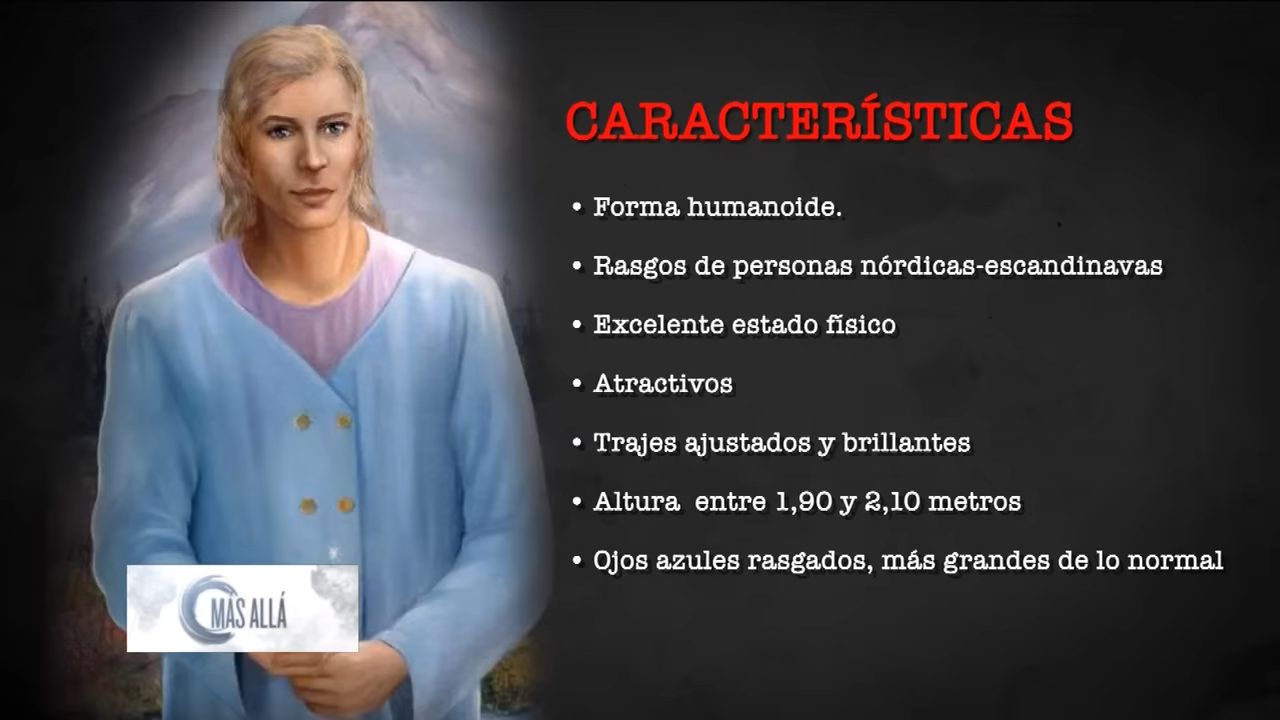 CARACTERÍSTICAS
• Forma humanoide.
• Rasgos de personas nórdicas-escandinavas
• Excelente estado físico
• Atractivos
• Trajes ajustados y brillantes
• Altura  entre 1,90 y 2,10 metros
• Ojos azules rasgados, más grandes de lo normal
MÁS ALLÁ